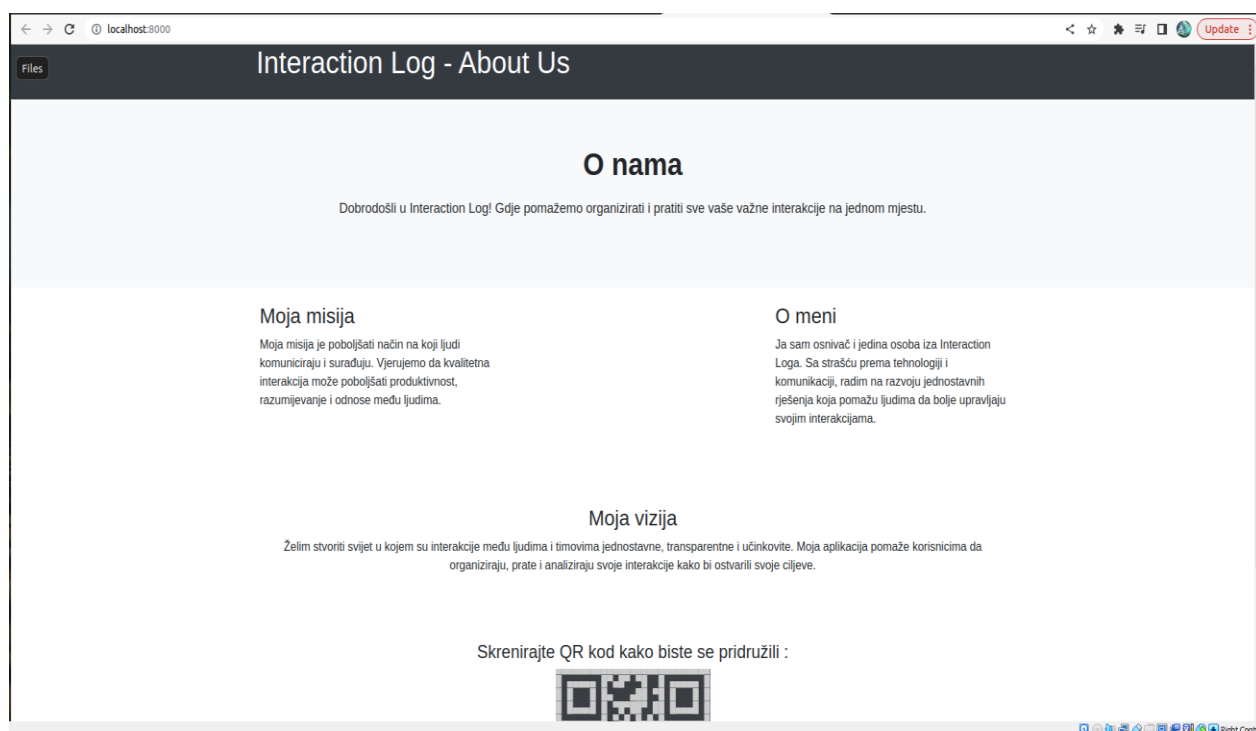 localhost:8000
Update
Files
Interaction Log - About Us
O nama
Dobrodošli u Interaction Log! Gdje pomažemo organizirati i pratiti sve vaše važne interakcije na jednom mjestu.
Moja misija
Moja misija je poboljšati način na koji ljudi
komuniciraju i surađuju. Vjerujemo da kvalitetna
interakcija može poboljšati produktivnost,
razumijevanje i odnose među ljudima.
O meni
Ja sam osnivač i jedina osoba iza Interaction
Loga. Sa strašću prema tehnologiji i
komunikaciji, radim na razvoju jednostavnih
rješenja koja pomažu ljudima da bolje upravljaju
svojim interakcijama.
Moja vizija
Želim stvoriti svijet u kojem su interakcije među ljudima i timovima jednostavne, transparentne i učinkovite. Moja aplikacija pomaže korisnicima da
organiziraju, prate i analiziraju svoje interakcije kako bi ostvarili svoje ciljeve.
Skrenirajte QR kod kako biste se pridružili :
Right Cont